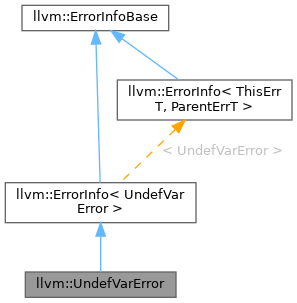 llvm::ErrorInfoBase
llvm::ErrorInfo< ThisErr
T, ParentErrT >
< UndefVarError >
llvm::ErrorInfo< UndefVar
Error >
llvm::UndefVarError